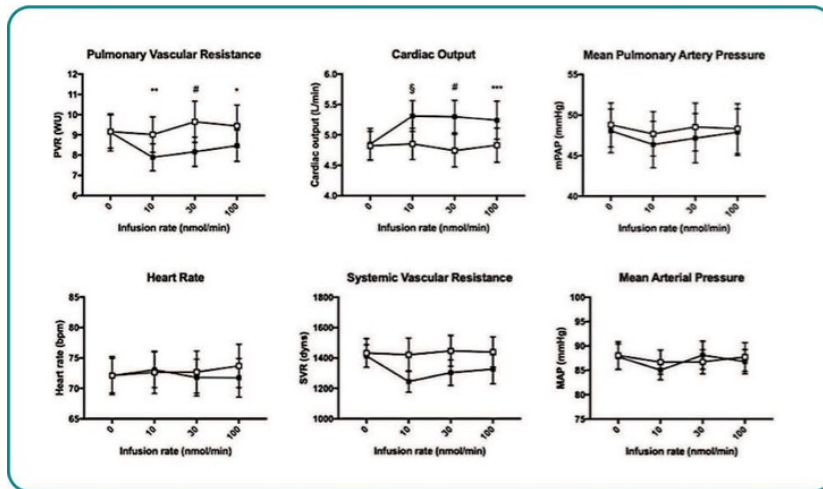 Pulmonary Vascular Resistance
12
11
10
9
8
7
6
PVR (WU)
** # *
0 10 30 100
Infusion rate (nmol/min)
Cardiac Output
6.0
5.5
5.0
4.5
4.0
Cardiac output (L/min)
§ # ***
0 10 30 100
Infusion rate (nmol/min)
Mean Pulmonary Artery Pressure
50
45
40
mPAP (mmHg)
0 10 30 100
Infusion rate (nmol/min)
Heart Rate
85
80
75
70
65
Heart rate (bpm)
0 10 30 100
Infusion rate (nmol/min)
Systemic Vascular Resistance
1800
1600
1400
1200
1000
SVR (dyns)
0 10 30 100
Infusion rate (nmol/min)
Mean Arterial Pressure
100
95
90
85
80
75
MAP (mmHg)
0 10 30 100
Infusion rate (nmol/min)